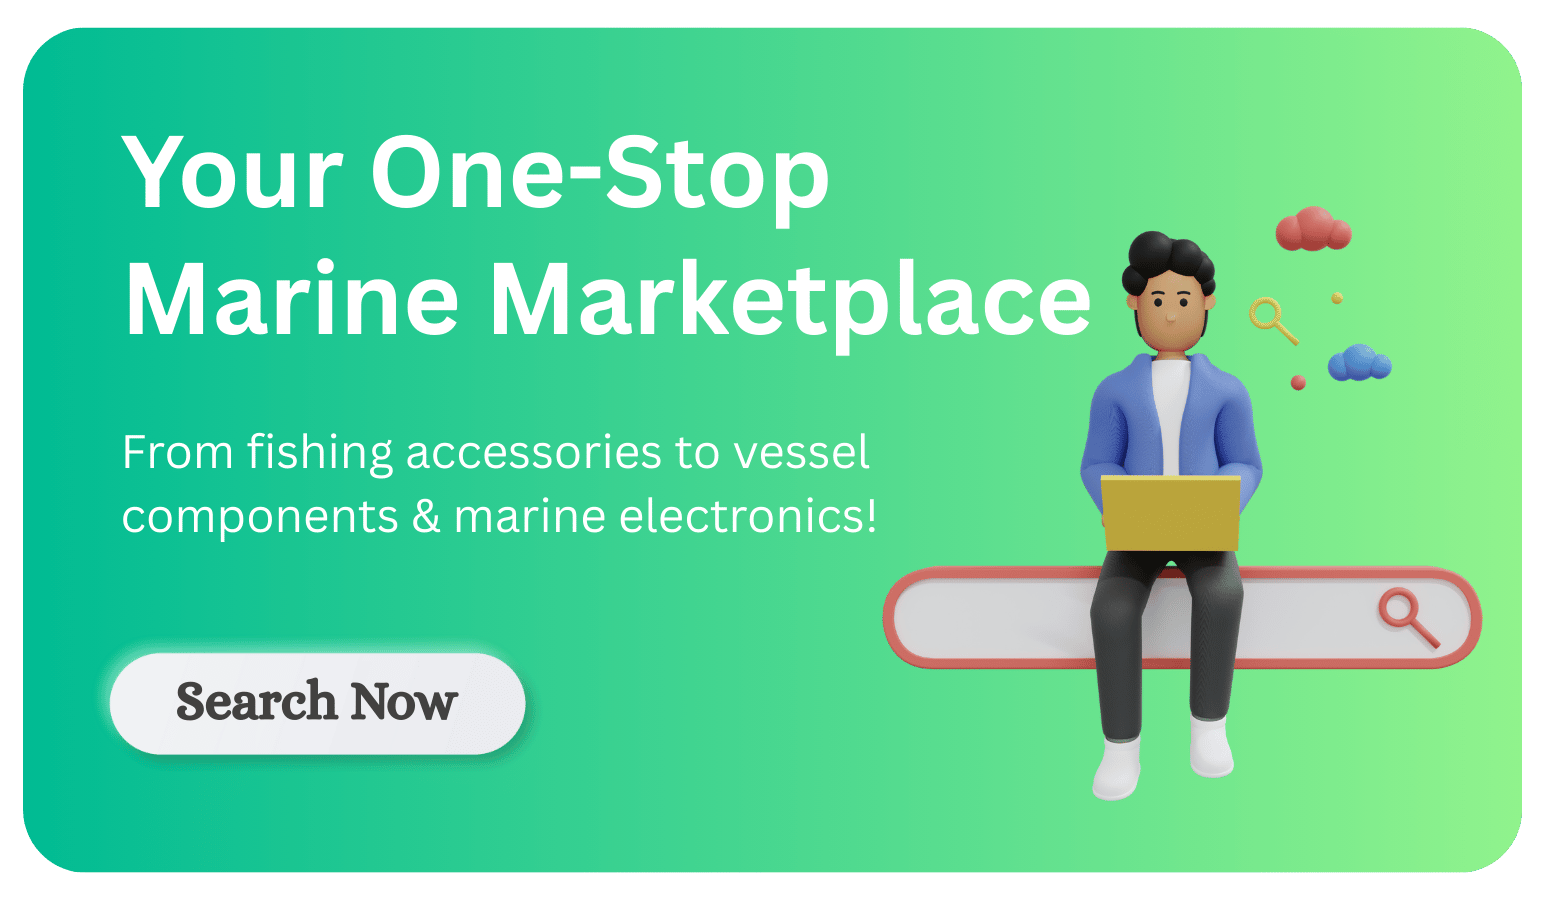 Your One-Stop
Marine Marketplace
From fishing accessories to vessel
components & marine electronics!
Search Now